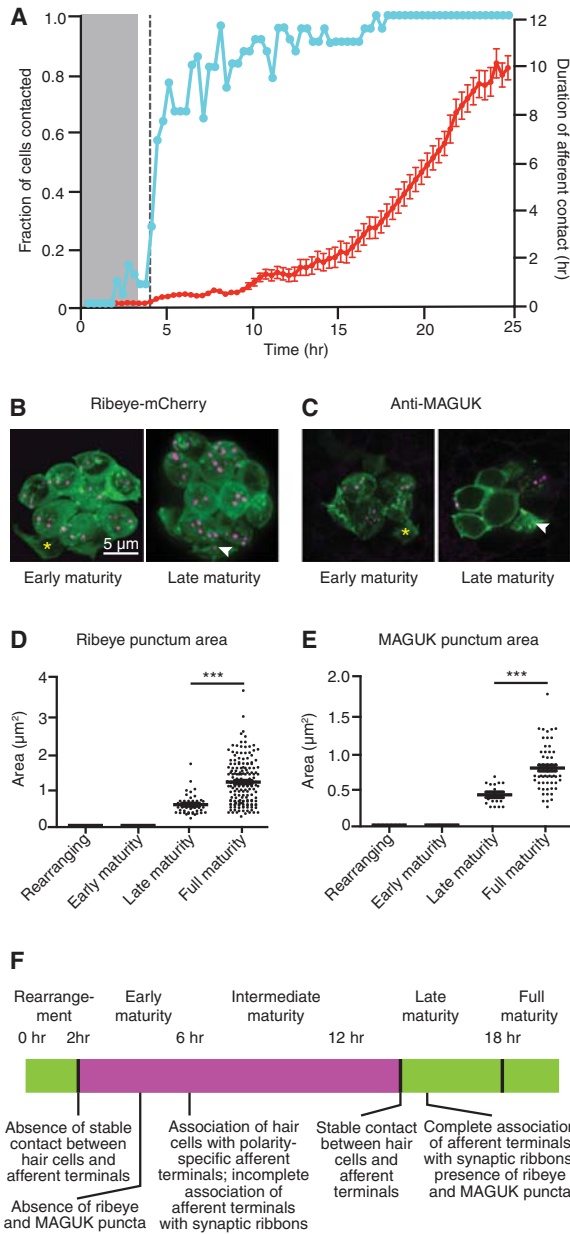 A
Fraction of cells contacted
1.0
0.8
0.6
0.4
0.2
0
Duration of afferent contact (hr)
12
10
8
6
4
2
0
0 5 10 15 20 25
Time (hr)
B Ribeye-mCherry
*
5 μm
Early maturity Late maturity
C Anti-MAGUK
*
Early maturity Late maturity
D Ribeye punctum area
***
Area (μm²)
4
3
2
1
0
Rearranging
Early maturity
Late maturity
Full maturity
E MAGUK punctum area
***
Area (μm²)
2.0
1.5
1.0
0.5
0
Rearranging
Early maturity
Late maturity
Full maturity
F
Rearrange-
ment
Early
maturity
Intermediate
maturity
Late
maturity
Full
maturity
0 hr 2hr 6 hr 12 hr 18 hr
Absence of stable
contact between
hair cells and
afferent terminals
Absence of ribeye
and MAGUK puncta
Association of hair
cells with polarity-
specific afferent
terminals; incomplete
association of
afferent terminals
with synaptic ribbons
Stable contact
between hair
cells and
afferent
terminals
Complete association
of afferent terminals
with synaptic ribbons
presence of ribeye
and MAGUK puncta